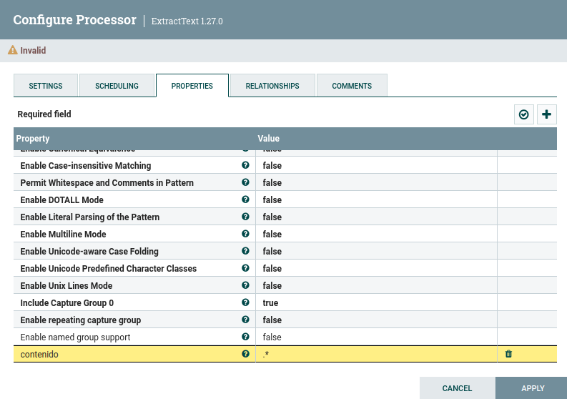 Configure Processor | ExtractText 1.27.0
Invalid
SETTINGS SCHEDULING PROPERTIES RELATIONSHIPS COMMENTS
Required field
Property Value
Enable Canonical Equivalence false
Enable Case-insensitive Matching false
Permit Whitespace and Comments in Pattern false
Enable DOTALL Mode false
Enable Literal Parsing of the Pattern false
Enable Multiline Mode false
Enable Unicode-aware Case Folding false
Enable Unicode Predefined Character Classes false
Enable Unix Lines Mode false
Include Capture Group 0 true
Enable repeating capture group false
Enable named group support false
contenido .*
CANCEL APPLY